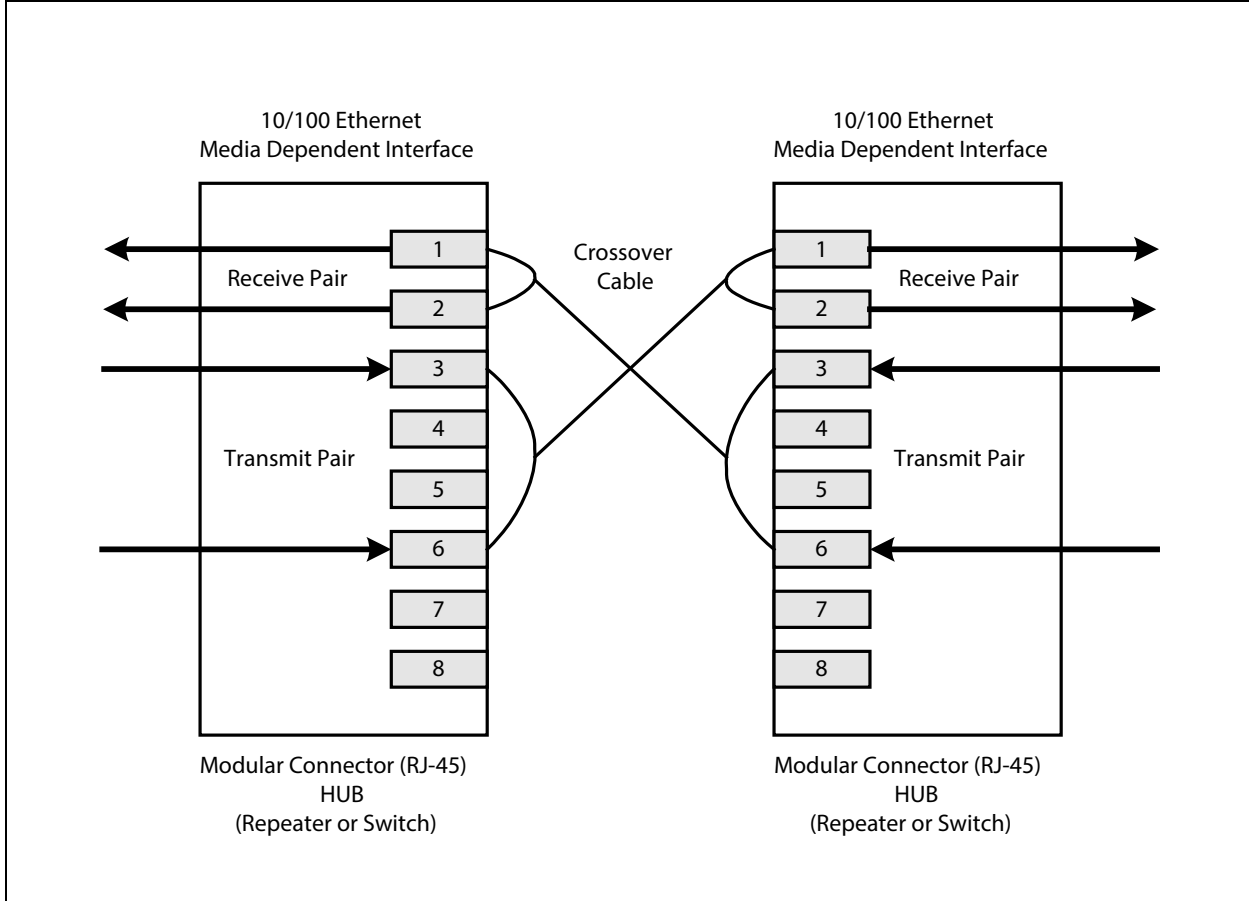 10/100 Ethernet
Media Dependent Interface
10/100 Ethernet
Media Dependent Interface
Crossover
Cable
1
Receive Pair
2
3
4
Transmit Pair
5
6
7
8
1
Receive Pair
2
3
4
Transmit Pair
5
6
7
8
Modular Connector (RJ-45)
HUB
(Repeater or Switch)
Modular Connector (RJ-45)
HUB
(Repeater or Switch)